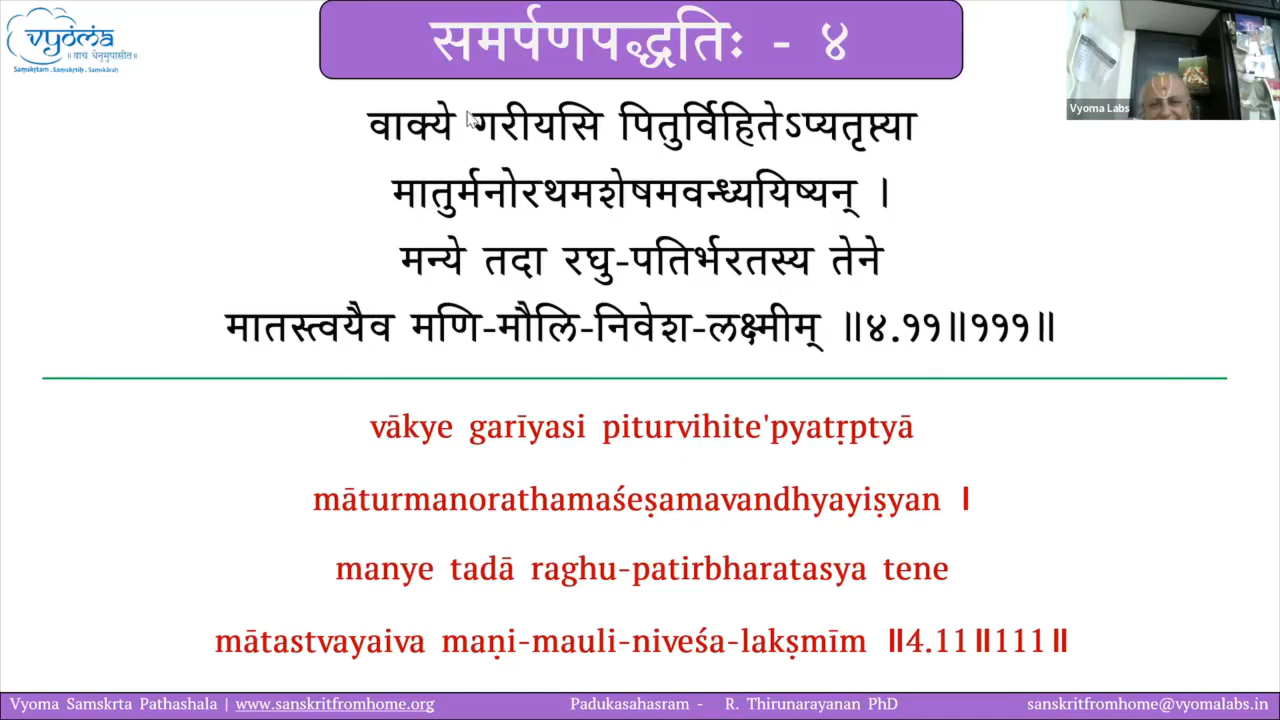 vyoma
॥ वाचं धेनुमुपासीत॥
Saṃskṛtam . Saṃskṛtiḥ . Saṃskārāḥ
समर्पणपद्धतिः - ४
Vyoma Labs
वाक्ये गरीयसि पितुर्विहितेऽप्यतृप्त्या
मातुर्मनोरथमशेषमवन्ध्ययिष्यन् ।
मन्ये तदा रघु-पतिर्भरतस्य तेने
मातस्त्वयैव मणि-मौलि-निवेश-लक्ष्मीम् ॥४.११॥१११॥
vākye garīyasi piturvihite'pyatṛptyā
māturmanorathamaśeṣamavandhyayiṣyan ।
manye tadā raghu-patirbharatasya tene
mātastvayaiva maṇi-mauli-niveśa-lakṣmīm ॥4.11॥111॥
Vyoma Samskrta Pathashala | www.sanskritfromhome.org Padukasahasram - R. Thirunarayanan PhD sanskritfromhome@vyomalabs.in